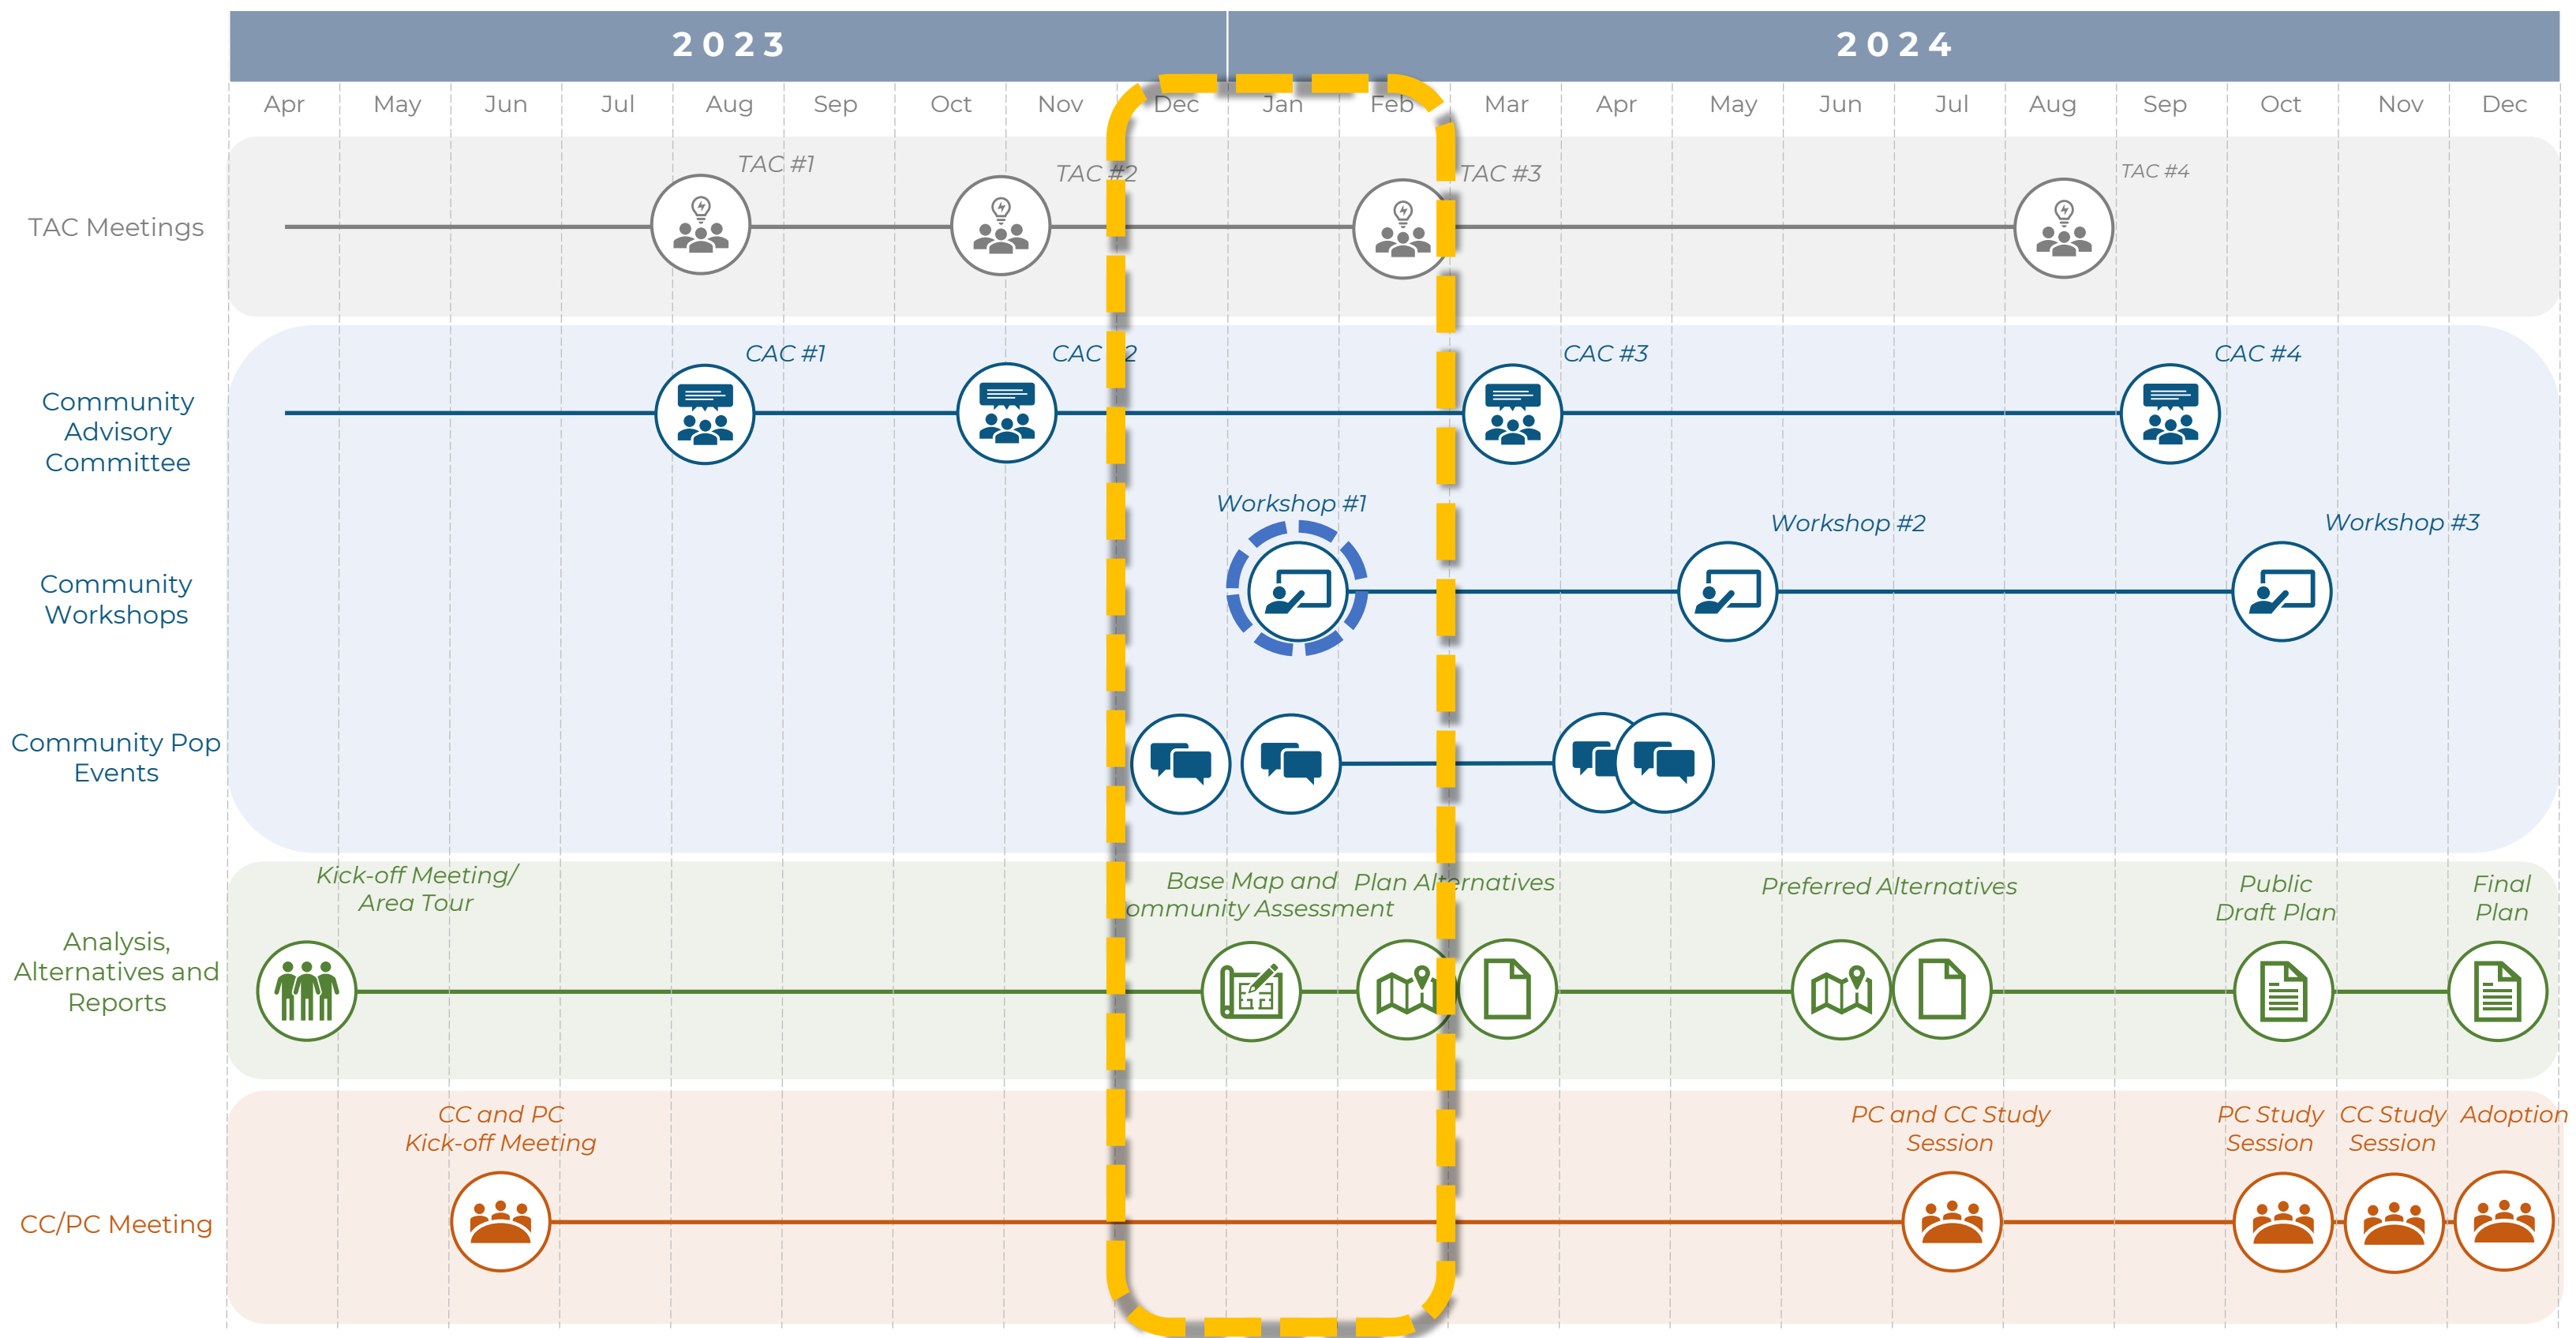 2023
2024
Apr May Jun Jul Aug Sep Oct Nov Dec Jan Feb Mar Apr May Jun Jul Aug Sep Oct Nov Dec
TAC Meetings
TAC #1
TAC #2
TAC #3
TAC #4
Community
Advisory
Committee
CAC #1
CAC 2
CAC #3
CAC #4
Community
Workshops
Workshop #1
Workshop #2
Workshop #3
Community Pop
Events
Analysis,
Alternatives and
Reports
Kick-off Meeting/
Area Tour
Base Map and
ommunity Assessment
Plan Alternatives
Preferred Alternatives
Public
Draft Plan
Final
Plan
CC/PC Meeting
CC and PC
Kick-off Meeting
PC and CC Study
Session
PC Study
Session
CC Study
Session
Adoption